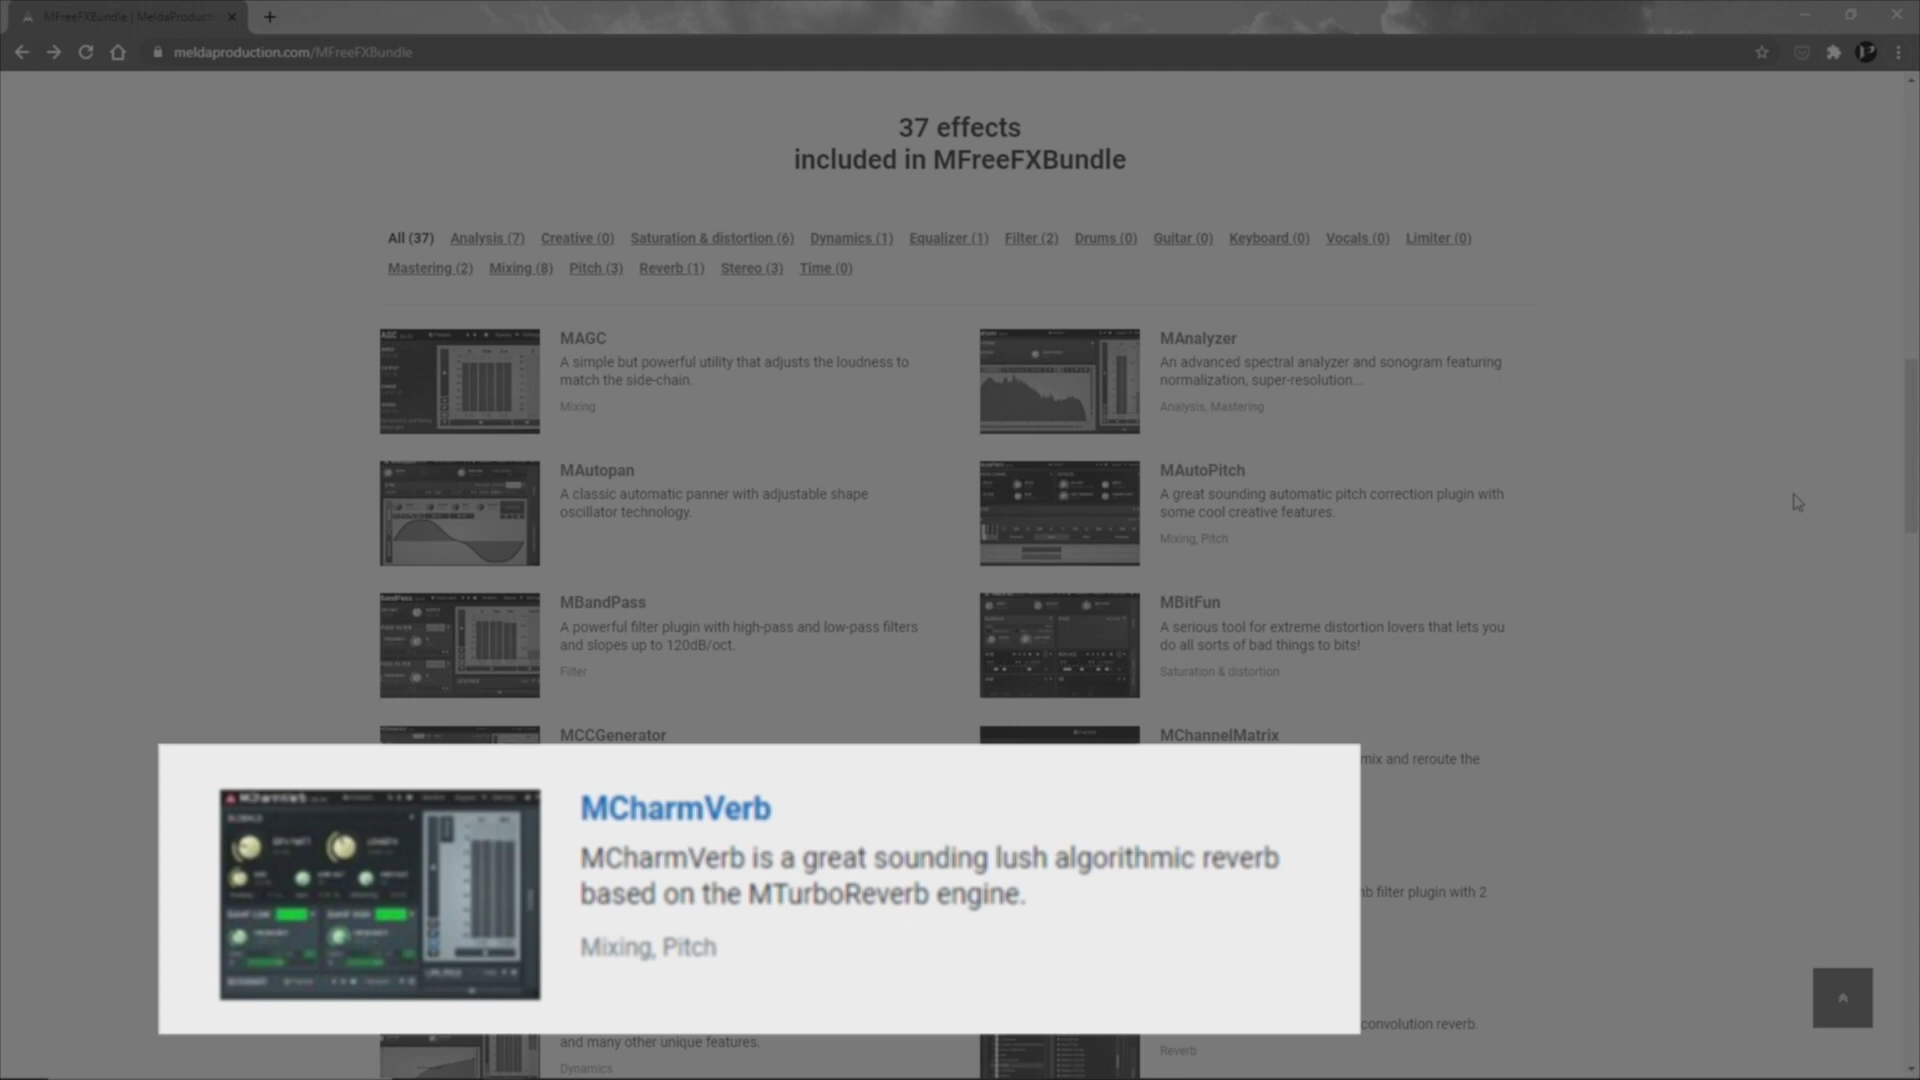 MFreeFXBundle | MeldaProduct
meldaproduction.com/MFreeFXBundle
37 effects
included in MFreeFXBundle
All (37) Analysis (7) Creative (0) Saturation & distortion (6) Dynamics (1) Equalizer (1) Filter (2) Drums (0) Guitar (0) Keyboard (0) Vocals (0) Limiter (0)
Mastering (2) Mixing (8) Pitch (3) Reverb (1) Stereo (3) Time (0)
MAGC
A simple but powerful utility that adjusts the loudness to
match the side-chain.
Mixing
MAnalyzer
An advanced spectral analyzer and sonogram featuring
normalization, super-resolution...
Analysis, Mastering
MAutopan
A classic automatic panner with adjustable shape
oscillator technology.
MAutoPitch
A great sounding automatic pitch correction plugin with
some cool creative features.
Mixing, Pitch
MBandPass
A powerful filter plugin with high-pass and low-pass filters
and slopes up to 120dB/oct.
Filter
MBitFun
A serious tool for extreme distortion lovers that lets you
do all sorts of bad things to bits!
Saturation & distortion
MCCGenerator
MChannelMatrix
mix and reroute the
MCharmVerb
MCharmVerb is a great sounding lush algorithmic reverb
based on the MTurboReverb engine.
Mixing, Pitch
filter plugin with 2
and many other unique features.
Dynamics
convolution reverb.
Reverb